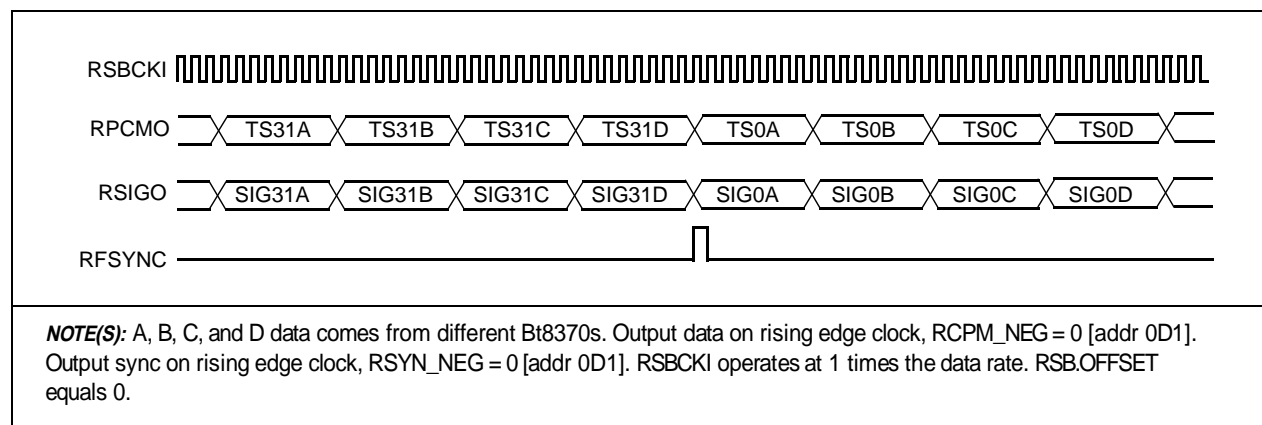 RSBCKI
RPCMO TS31A TS31B TS31C TS31D TS0A TS0B TS0C TS0D
RSIGO SIG31A SIG31B SIG31C SIG31D SIG0A SIG0B SIG0C SIG0D
RFSYNC
NOTE(S): A, B, C, and D data comes from different Bt8370s. Output data on rising edge clock, RCPM_NEG = 0 [addr 0D1].
Output sync on rising edge clock, RSYN_NEG = 0 [addr 0D1]. RSBCKI operates at 1 times the data rate. RSB.OFFSET
equals 0.